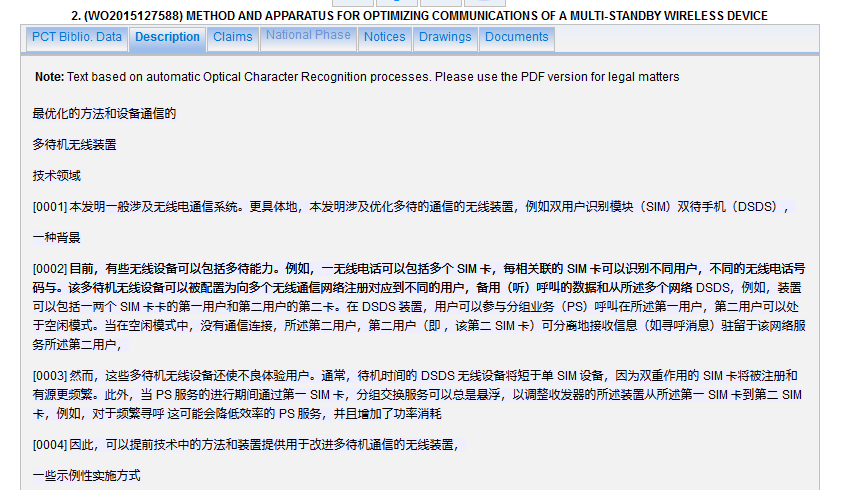 2. (WO2015127588) METHOD AND APPARATUS FOR OPTIMIZING COMMUNICATIONS OF A MULTI-STANDBY WIRELESS DEVICE
PCT Biblio. Data Description Claims National Phase Notices Drawings Documents
Note: Text based on automatic Optical Character Recognition processes. Please use the PDF version for legal matters
最优化的方法和设备通信的
多待机无线装置
技术领域
[0001] 本发明一般涉及无线电通信系统。更具体地，本发明涉及优化多待的通信的无线装置，例如双用户识别模块（SIM）双待手机（DSDS），
一种背景
[0002] 目前，有些无线设备可以包括多待能力。例如，一无线电话可以包括多个 SIM 卡，每相关联的 SIM 卡可以识别不同用户，不同的无线电话号
码与。该多待机无线设备可以被配置为向多个无线通信网络注册对应到不同的用户，备用（听）呼叫的数据和从所述多个网络 DSDS，例如，装置
可以包括一两个 SIM 卡卡的第一用户和第二用户的第二卡。在 DSDS 装置，用户可以参与分组业务（PS）呼叫在所述第一用户，第二用户可以处
于空闲模式。当在空闲模式中，没有通信连接，所述第二用户，第二用户（即 ，该第二 SIM 卡）可分离地接收信息（如寻呼消息）驻留于该网络服
务所述第二用户，
[0003] 然而，这些多待机无线设备还使不良体验用户。通常，待机时间的 DSDS 无线设备将短于单 SIM 设备，因为双重作用的 SIM 卡将被注册和
有源更频繁。此外，当 PS 服务的进行期间通过第一 SIM 卡，分组交换服务可以总是悬浮，以调整收发器的所述装置从所述第一 SIM 卡到第二 SIM
卡，例如，对于频繁寻呼 这可能会降低效率的 PS 服务，并且增加了功率消耗
[0004] 因此，可以提前技术中的方法和装置提供用于改进多待机通信的无线装置，
一些示例性实施方式